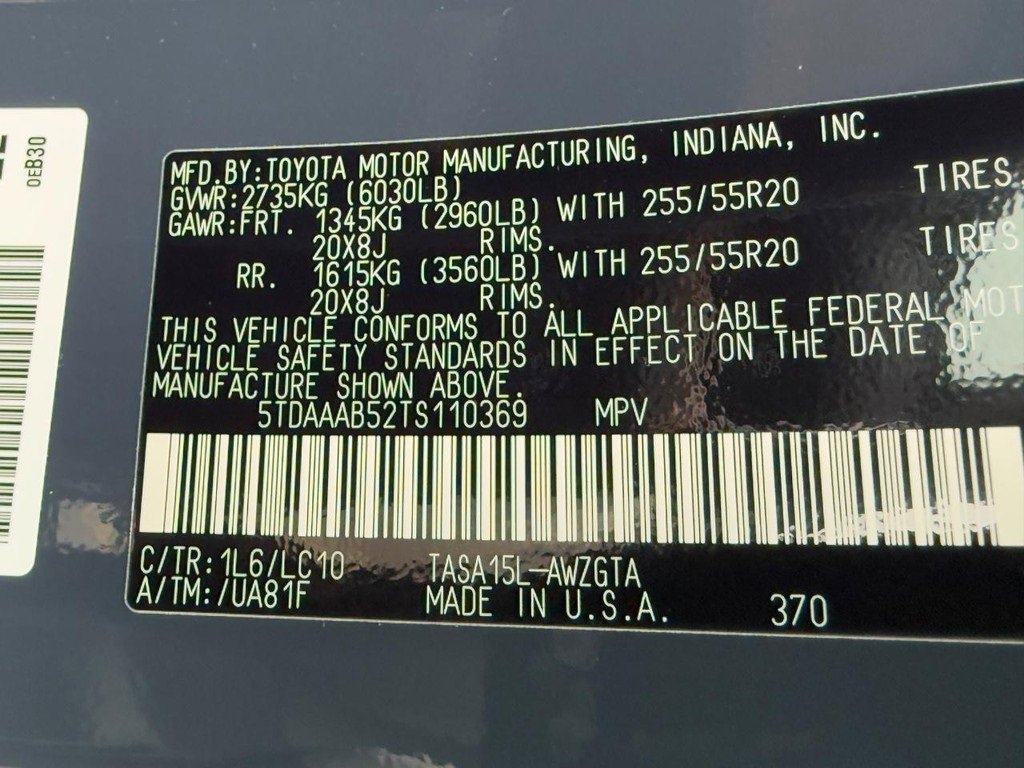 0EB30
MFD.BY:TOYOTA MOTOR MANUFACTURING, INDIANA, INC.
GVWR:2735KG (6030LB)
GAWR:FRT. 1345KG (2960LB) WITH 255/55R20 TIRES,
20X8J RIMS.
RR. 1615KG (3560LB) WITH 255/55R20 TIRES
20X8J RIMS.
THIS VEHICLE CONFORMS TO ALL APPLICABLE FEDERAL MOT
VEHICLE SAFETY STANDARDS IN EFFECT ON THE DATE OF
MANUFACTURE SHOWN ABOVE.
5TDAAAB52TS110369 MPV
C/TR:1L6/LC10 TASA15L-AWZGTA
A/TM:/UA81F MADE IN U.S.A. 370